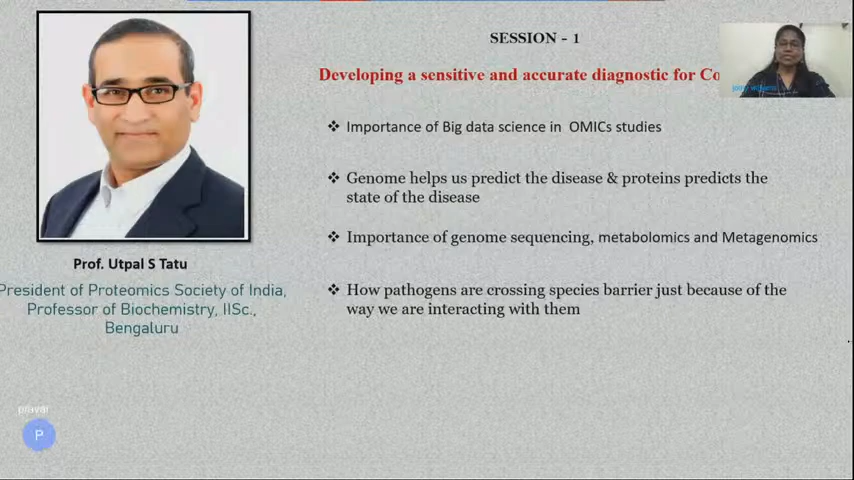 SESSION - 1
Developing a sensitive and accurate diagnostic for Co
❖ Importance of Big data science in OMICs studies
❖ Genome helps us predict the disease & proteins predicts the
state of the disease
❖ Importance of genome sequencing, metabolomics and Metagenomics
❖ How pathogens are crossing species barrier just because of the
way we are interacting with them
Prof. Utpal S Tatu
President of Proteomics Society of India,
Professor of Biochemistry, IISc.,
Bengaluru
P